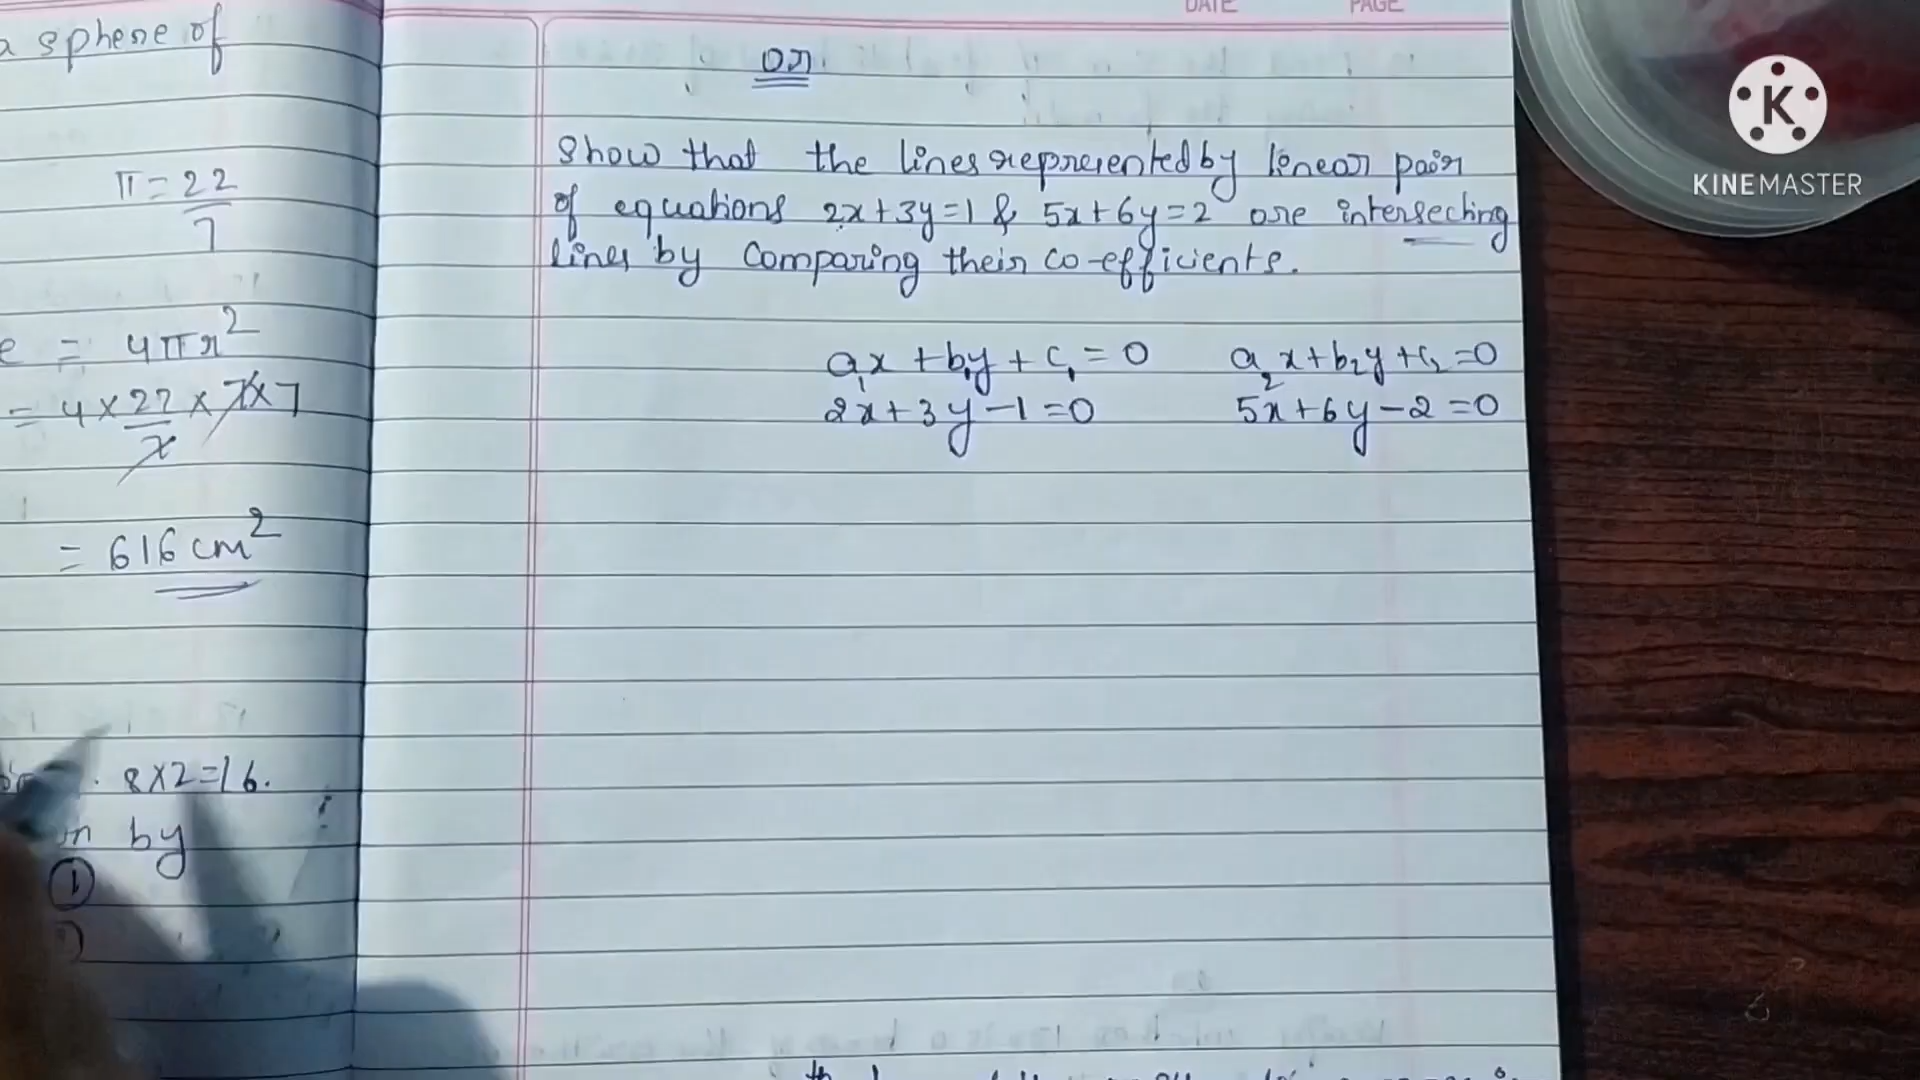 a sphere of
π = 22
7
= 4πr²
= 4 × 22 × 7 × 7
7
= 616 cm²
8×2=16.
by
1
DATE PAGE
or
Show that the lines represented by linear pair
of equations 2x+3y=1 & 5x+6y=2 are intersecting
lines by comparing their co-efficients.
a₁x + b₁y + c₁ = 0 a₂x + b₂y + c₂ = 0
2x + 3y - 1 = 0 5x + 6y - 2 = 0
K
KINEMASTER